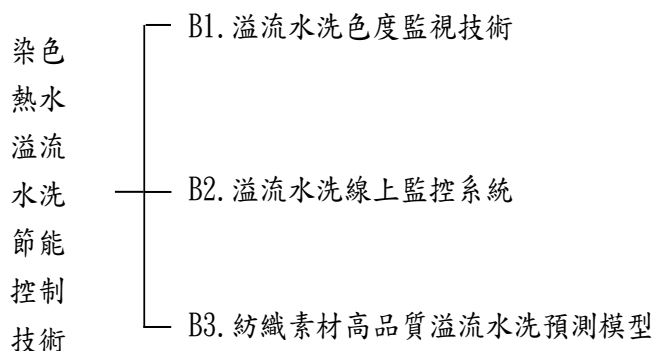 染色
熱水
溢流
水洗
節能
控制
技術
B1.溢流水洗色度監視技術
B2.溢流水洗線上監控系統
B3.紡織素材高品質溢流水洗預測模型